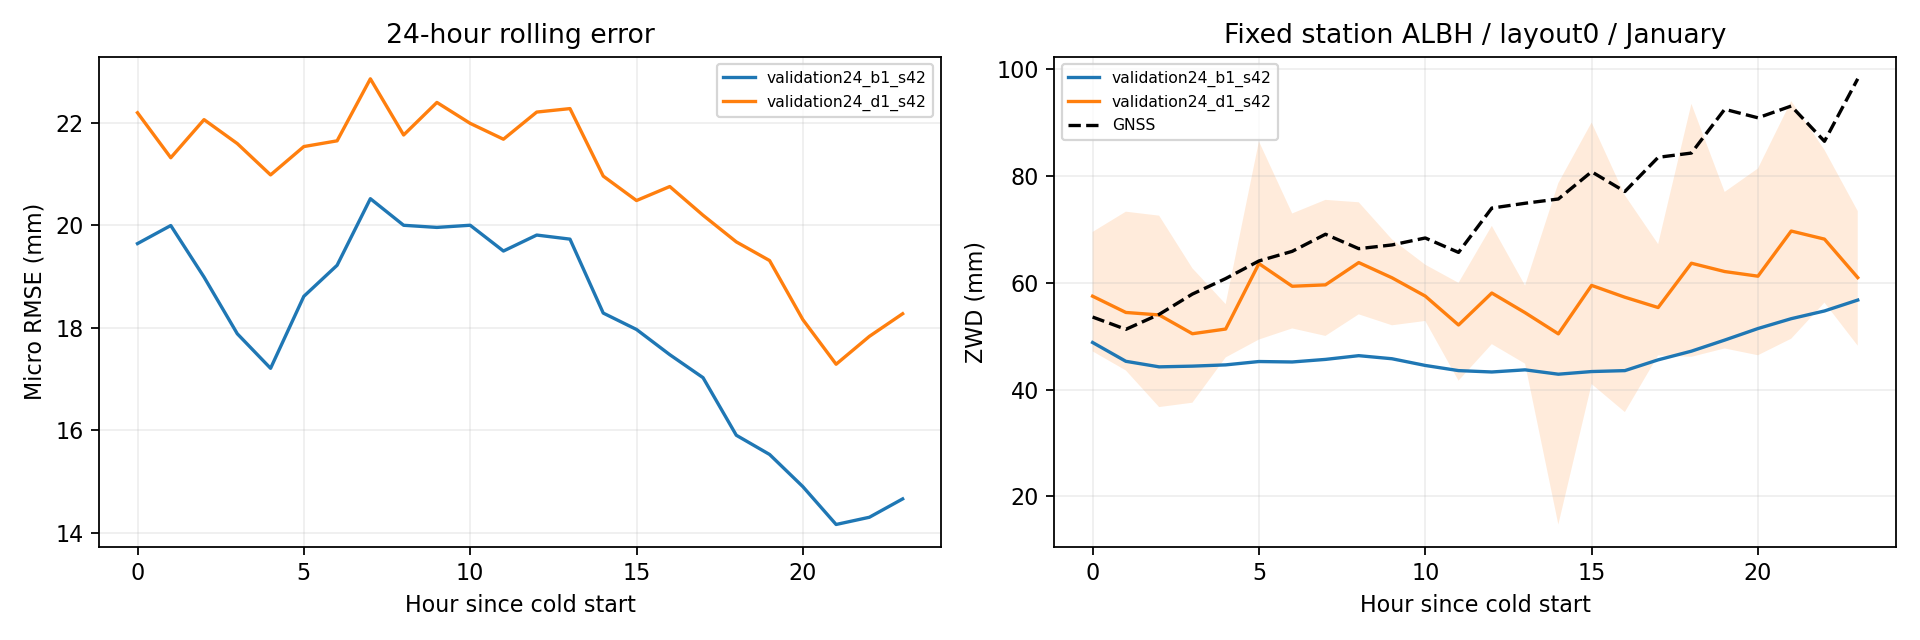 24-hour rolling error
validation24_b1_s42
validation24_d1_s42
22
20
18
16
14
Micro RMSE (mm)
0
5
10
15
20
Hour since cold start
Fixed station ALBH / layout0 / January
validation24_b1_s42
validation24_d1_s42
GNSS
100
80
60
40
20
ZWD (mm)
0
5
10
15
20
Hour since cold start